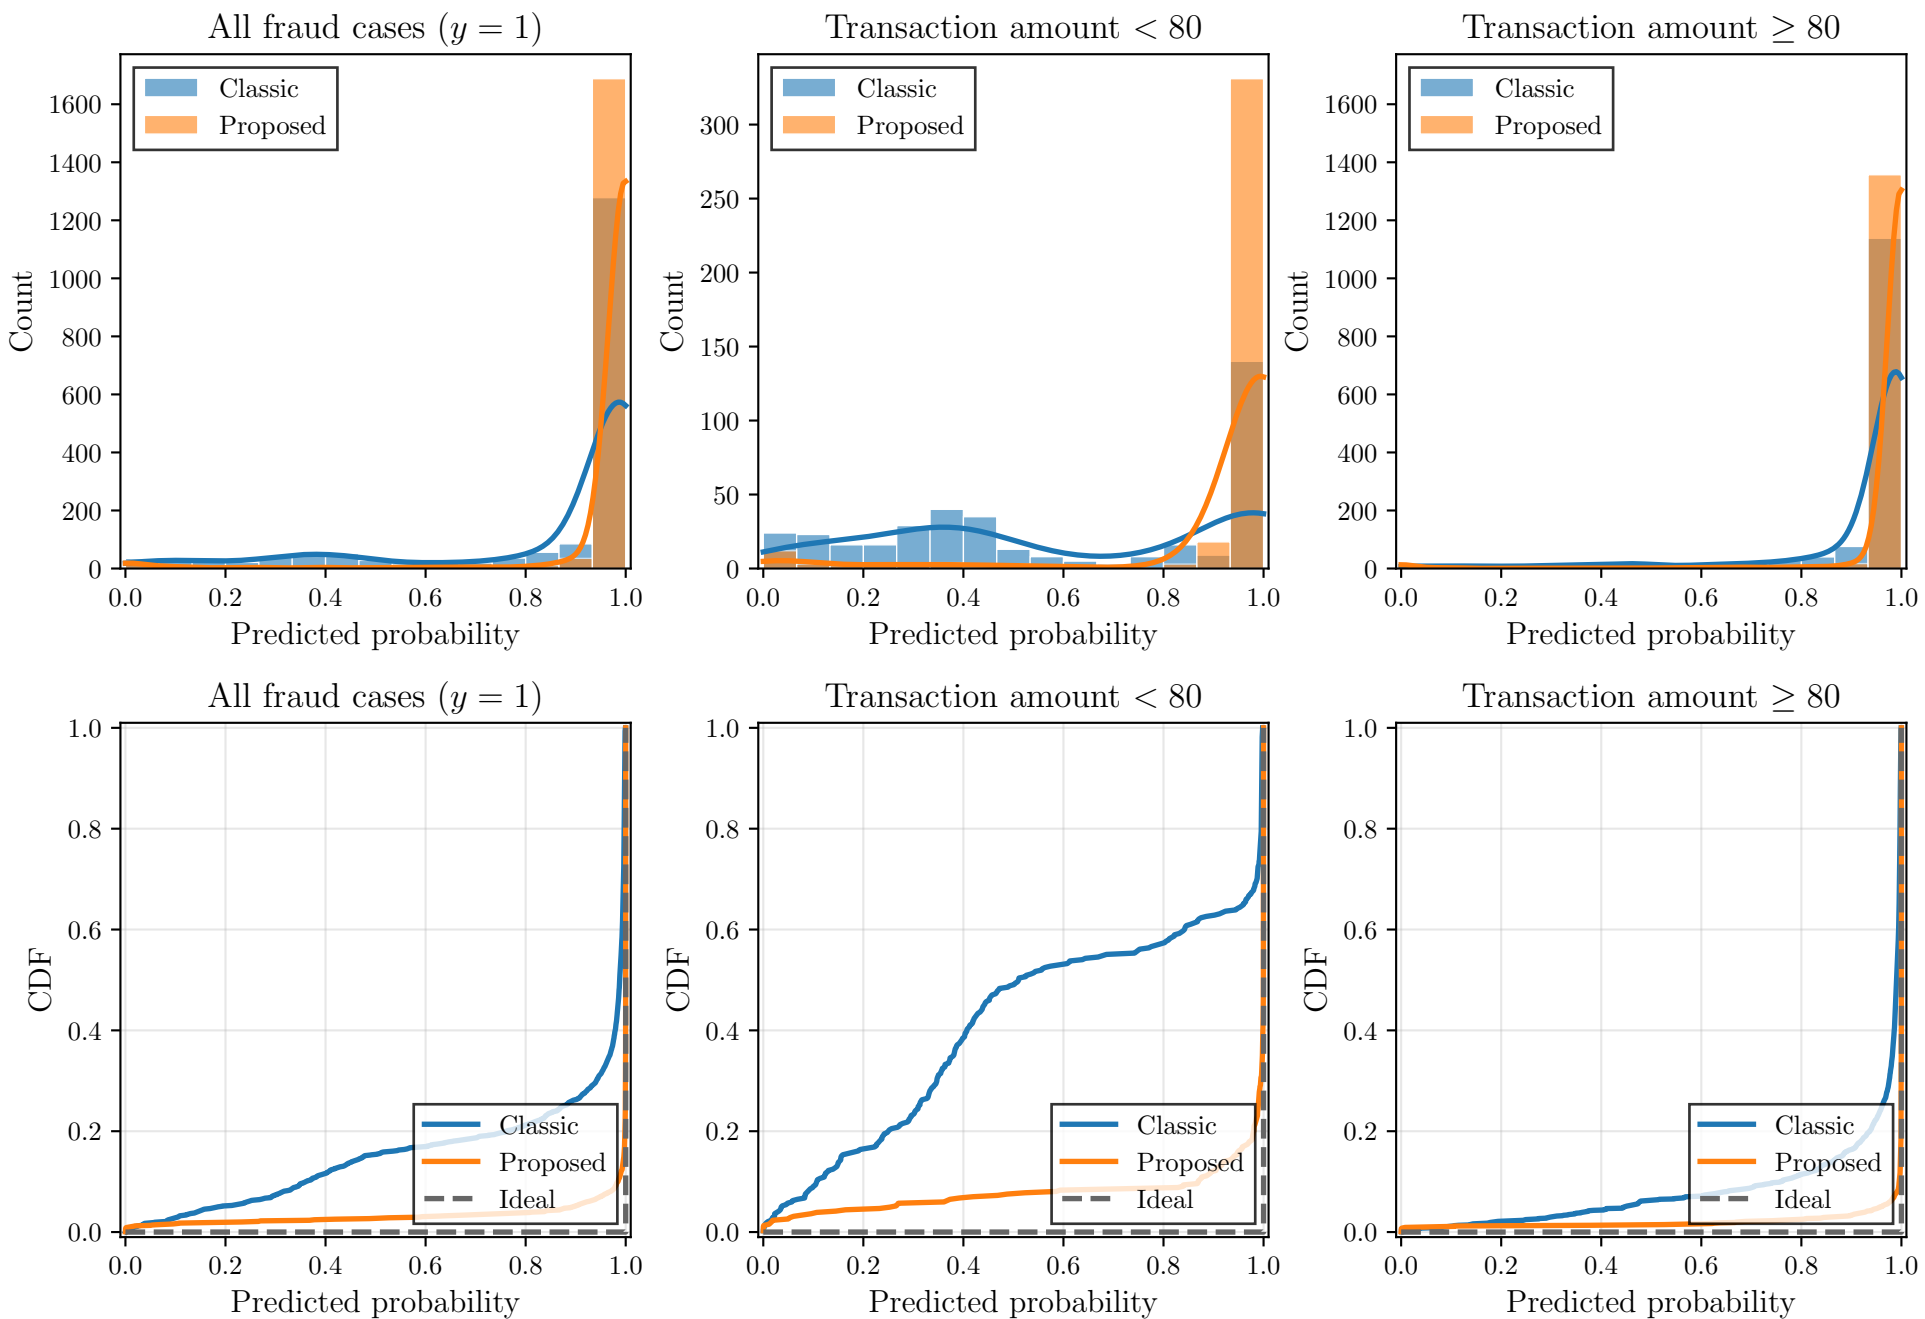 All fraud cases (y = 1)
Classic
Proposed
Count
0
200
400
600
800
1000
1200
1400
1600
0.0 0.2 0.4 0.6 0.8 1.0
Predicted probability
Transaction amount < 80
Classic
Proposed
Count
0
50
100
150
200
250
300
0.0 0.2 0.4 0.6 0.8 1.0
Predicted probability
Transaction amount ≥ 80
Classic
Proposed
Count
0
200
400
600
800
1000
1200
1400
1600
0.0 0.2 0.4 0.6 0.8 1.0
Predicted probability
All fraud cases (y = 1)
CDF
0.0
0.2
0.4
0.6
0.8
1.0
Classic
Proposed
Ideal
0.0 0.2 0.4 0.6 0.8 1.0
Predicted probability
Transaction amount < 80
CDF
0.0
0.2
0.4
0.6
0.8
1.0
Classic
Proposed
Ideal
0.0 0.2 0.4 0.6 0.8 1.0
Predicted probability
Transaction amount ≥ 80
CDF
0.0
0.2
0.4
0.6
0.8
1.0
Classic
Proposed
Ideal
0.0 0.2 0.4 0.6 0.8 1.0
Predicted probability